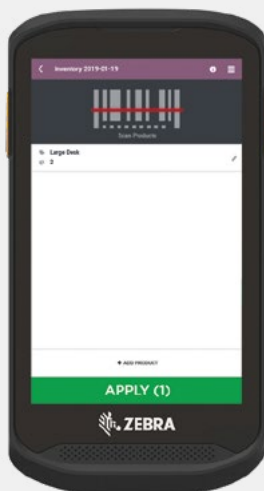 Inventory 2019-01-19
Scan Products
Large Desk
3
+ ADD PRODUCT
APPLY (1)
ZEBRA